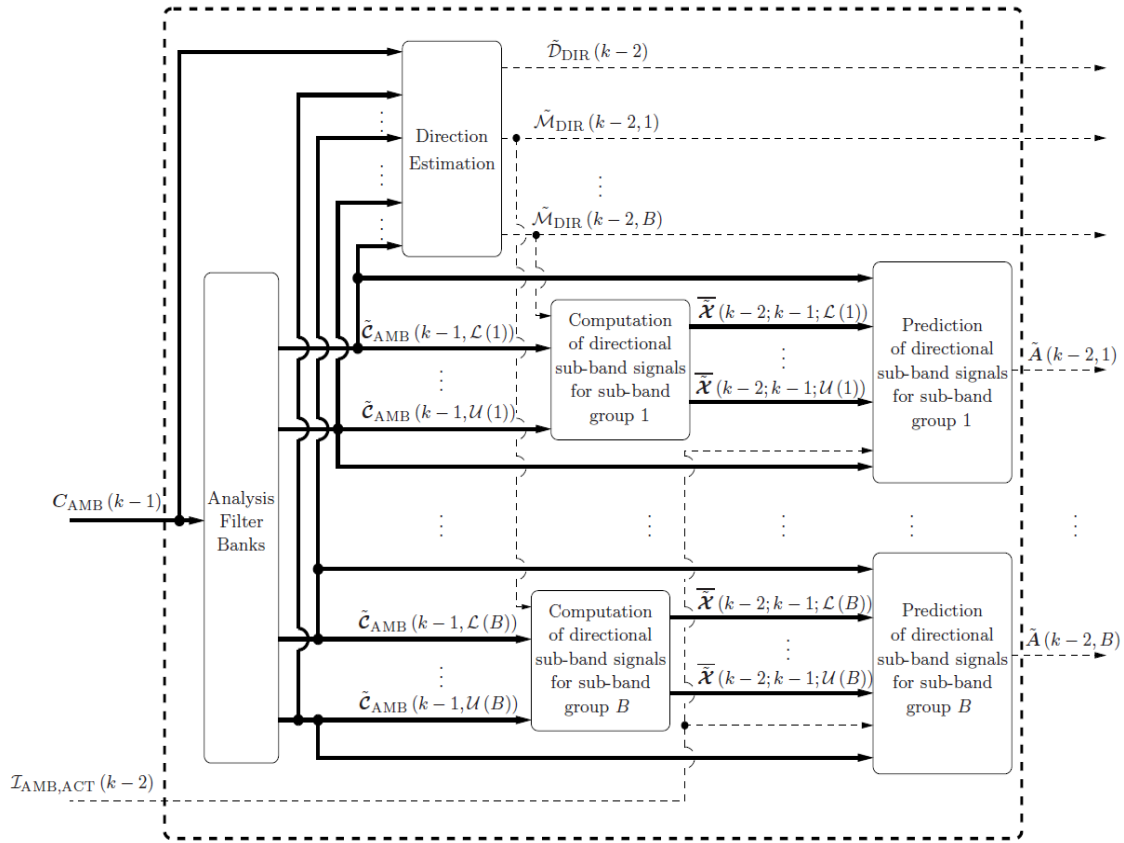 𝒟̃_DIR (k−2)
ℳ̃_DIR (k−2,1)
Direction
Estimation
ℳ̃_DIR (k−2,B)
𝓒̃_AMB (k−1, ℒ(1))
Computation
of directional
sub-band signals
for sub-band
group 1
𝓧̃̅ (k−2; k−1; ℒ(1))
Prediction
of directional
sub-band signals
for sub-band
group 1
Ã (k−2,1)
𝓒̃_AMB (k−1, 𝒰(1))
𝓧̃̅ (k−2; k−1; 𝒰(1))
C_AMB (k−1)
Analysis
Filter
Banks
𝓒̃_AMB (k−1, ℒ(B))
Computation
of directional
sub-band signals
for sub-band
group B
𝓧̃̅ (k−2; k−1; ℒ(B))
Prediction
of directional
sub-band signals
for sub-band
group B
Ã (k−2, B)
𝓒̃_AMB (k−1, 𝒰(B))
𝓧̃̅ (k−2; k−1; 𝒰(B))
ℐ_AMB,ACT (k−2)